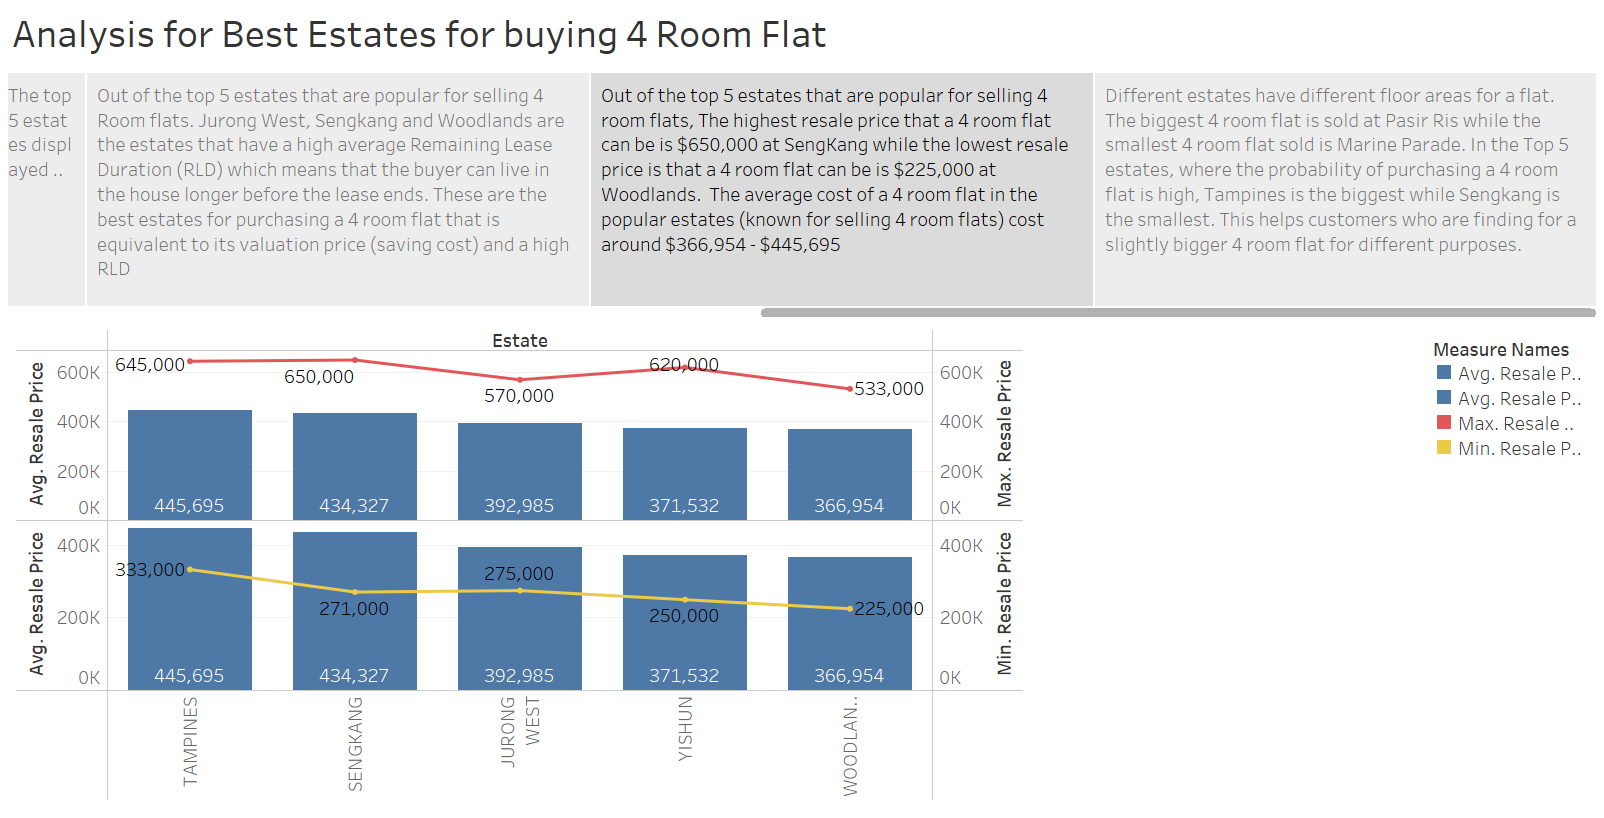 Analysis for Best Estates for buying 4 Room Flat
The top
5 estat
es displ
ayed ..
Out of the top 5 estates that are popular for selling 4
Room flats. Jurong West, Sengkang and Woodlands are
the estates that have a high average Remaining Lease
Duration (RLD) which means that the buyer can live in
the house longer before the lease ends. These are the
best estates for purchasing a 4 room flat that is
equivalent to its valuation price (saving cost) and a high
RLD
Out of the top 5 estates that are popular for selling 4
room flats, The highest resale price that a 4 room flat
can be is $650,000 at SengKang while the lowest resale
price is that a 4 room flat can be is $225,000 at
Woodlands.  The average cost of a 4 room flat in the
popular estates (known for selling 4 room flats) cost
around $366,954 - $445,695
Different estates have different floor areas for a flat.
The biggest 4 room flat is sold at Pasir Ris while the
smallest 4 room flat sold is Marine Parade. In the Top 5
estates, where the probability of purchasing a 4 room
flat is high, Tampines is the biggest while Sengkang is
the smallest. This helps customers who are finding for a
slightly bigger 4 room flat for different purposes.
Estate
Avg. Resale Price
600K
400K
200K
0K
645,000
650,000
570,000
620,000
533,000
445,695
434,327
392,985
371,532
366,954
600K
400K
200K
0K
Max. Resale Price
Avg. Resale Price
400K
200K
0K
333,000
271,000
275,000
250,000
225,000
445,695
434,327
392,985
371,532
366,954
400K
200K
0K
Min. Resale Price
TAMPINES
SENGKANG
JURONG
WEST
YISHUN
WOODLAN..
Measure Names
Avg. Resale P..
Avg. Resale P..
Max. Resale ..
Min. Resale P..